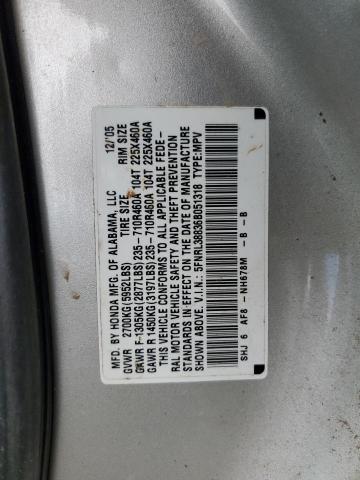 MFD. BY HONDA MFG. OF ALABAMA, LLC 12/'05
GVWR 2700KG(5952LBS) TIRE SIZE RIM SIZE
GAWR F-1305KG(2877LBS)235-710R460A 104T 225X460A
GAWR R 1450KG(3197LBS)235-710R460A 104T 225X460A
THIS VEHICLE CONFORMS TO ALL APPLICABLE FEDE-
RAL MOTOR VEHICLE SAFETY AND THEFT PREVENTION
STANDARDS IN EFFECT ON THE DATE OF MANUFACTURE
SHOWN ABOVE. V.I.N.: 5FNRL38836B051318 TYPE:MPV
SHJ 6 AF8 -NH678M -B -B